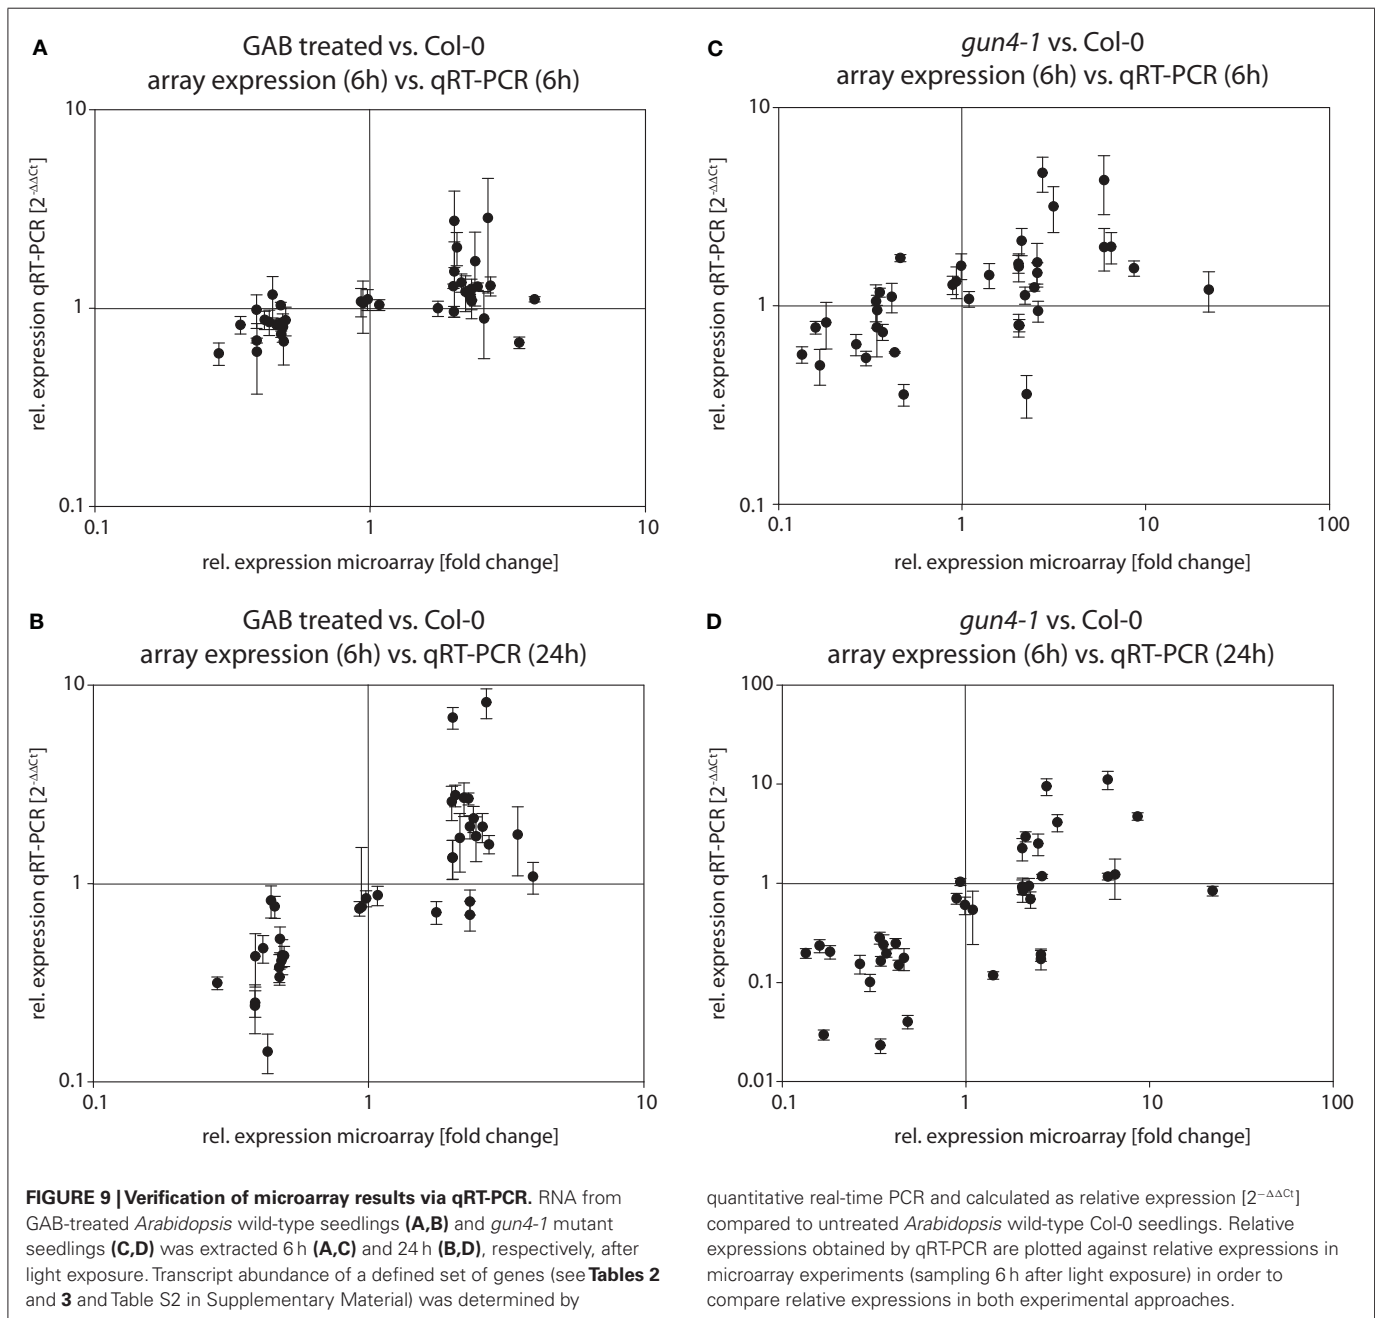 A
GAB treated vs. Col-0
array expression (6h) vs. qRT-PCR (6h)
10
1
0.1
0.1
1
10
rel. expression qRT-PCR [2-ΔΔCt]
rel. expression microarray [fold change]
C
gun4-1 vs. Col-0
array expression (6h) vs. qRT-PCR (6h)
10
1
0.1
0.1
1
10
100
rel. expression qRT-PCR [2-ΔΔCt]
rel. expression microarray [fold change]
B
GAB treated vs. Col-0
array expression (6h) vs. qRT-PCR (24h)
10
1
0.1
0.1
1
10
rel. expression qRT-PCR [2-ΔΔCt]
rel. expression microarray [fold change]
D
gun4-1 vs. Col-0
array expression (6h) vs. qRT-PCR (24h)
100
10
1
0.1
0.01
0.1
1
10
100
rel. expression qRT-PCR [2-ΔΔCt]
rel. expression microarray [fold change]
FIGURE 9 | Verification of microarray results via qRT-PCR. RNA from
GAB-treated Arabidopsis wild-type seedlings (A,B) and gun4-1 mutant
seedlings (C,D) was extracted 6 h (A,C) and 24 h (B,D), respectively, after
light exposure. Transcript abundance of a defined set of genes (see Tables 2
and 3 and Table S2 in Supplementary Material) was determined by
quantitative real-time PCR and calculated as relative expression [2−ΔΔCt]
compared to untreated Arabidopsis wild-type Col-0 seedlings. Relative
expressions obtained by qRT-PCR are plotted against relative expressions in
microarray experiments (sampling 6 h after light exposure) in order to
compare relative expressions in both experimental approaches.